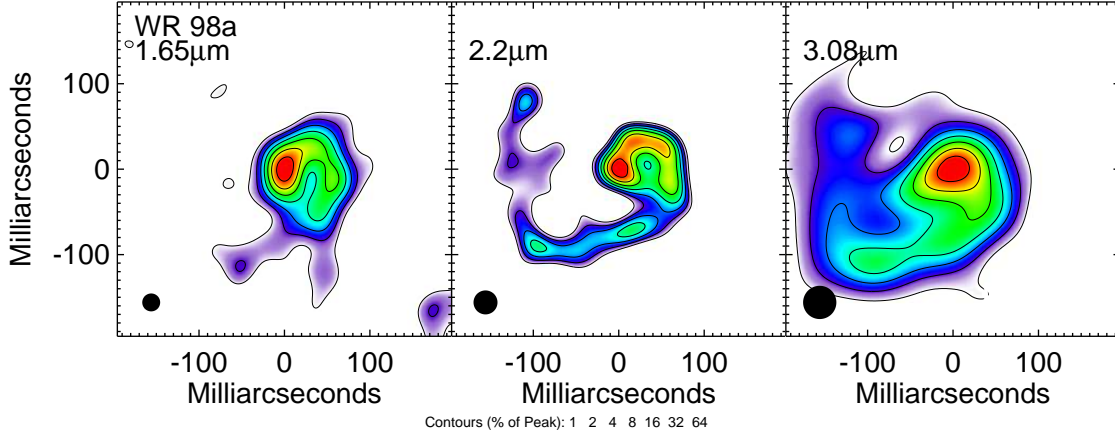 WR 98a
1.65μm
2.2μm
3.08μm
Milliarcseconds
100
0
-100
-100 0 100
-100 0 100
-100 0 100
Milliarcseconds
Milliarcseconds
Milliarcseconds
Contours (% of Peak): 1 2 4 8 16 32 64